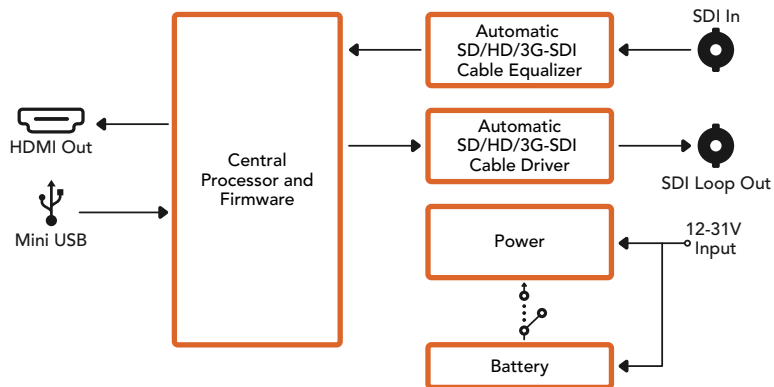 SDI In
Automatic
SD/HD/3G-SDI
Cable Equalizer
HDMI Out
Automatic
SD/HD/3G-SDI
Cable Driver
SDI Loop Out
Central
Processor and
Firmware
Mini USB
Power
12-31V
Input
Battery